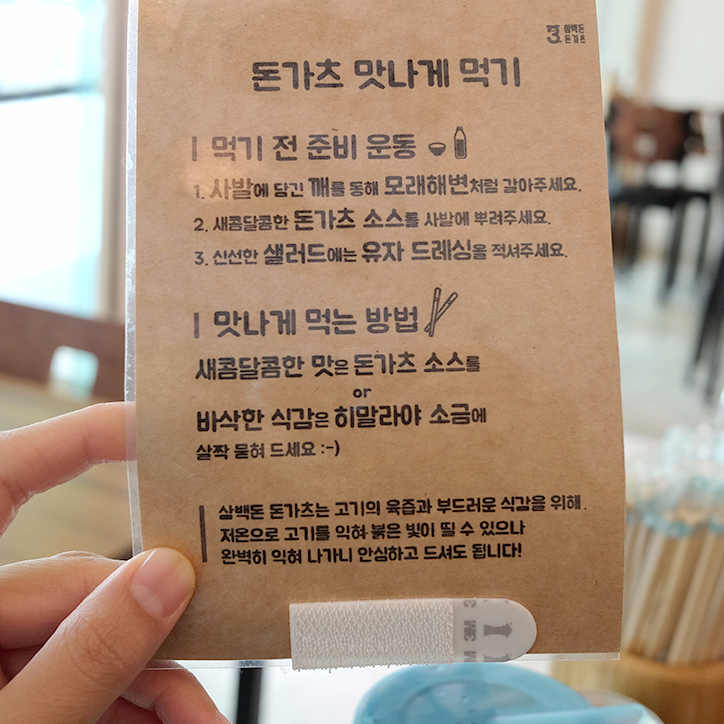 삼백돈
돈가츠
돈가츠 맛나게 먹기
먹기 전 준비 운동
1. 사발에 담긴 깨를 통해 모래해변처럼 갈아주세요.
2. 새콤달콤한 돈가츠 소스를 사발에 뿌려주세요.
3. 신선한 샐러드에는 유자 드레싱을 적셔주세요.
맛나게 먹는 방법
새콤달콤한 맛은 돈가츠 소스를
or
바삭한 식감은 히말라야 소금에
살짝 묻혀 드세요 :-)
삼백돈 돈가츠는 고기의 육즙과 부드러운 식감을 위해.
저온으로 고기를 익혀 붉은 빛이 띌 수 있으나
완벽히 익혀 나가니 안심하고 드셔도 됩니다!
3M 3M